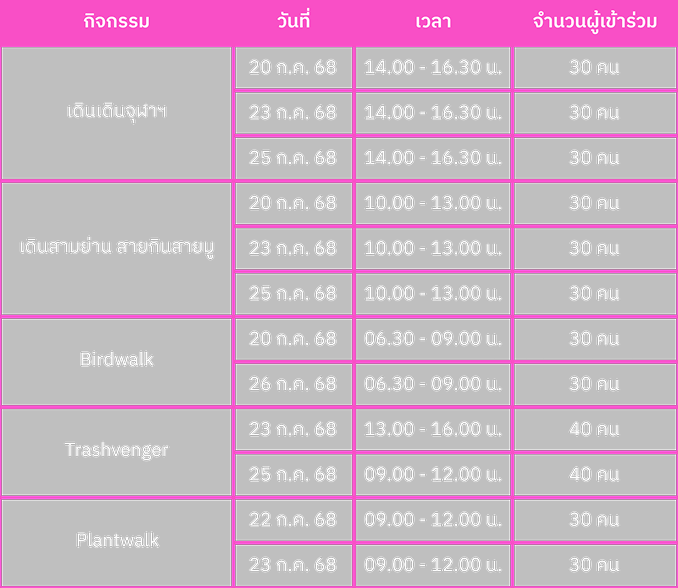 กิจกรรม วันที่ เวลา จำนวนผู้เข้าร่วม
เดินเดิ่นจุฬาฯ 20 ก.ค. 68 14.00 - 16.30 น. 30 คน
23 ก.ค. 68 14.00 - 16.30 น. 30 คน
25 ก.ค. 68 14.00 - 16.30 น. 30 คน
เดินสามย่าน สายกินสายมู 20 ก.ค. 68 10.00 - 13.00 น. 30 คน
23 ก.ค. 68 10.00 - 13.00 น. 30 คน
25 ก.ค. 68 10.00 - 13.00 น. 30 คน
Birdwalk 20 ก.ค. 68 06.30 - 09.00 น. 30 คน
26 ก.ค. 68 06.30 - 09.00 น. 30 คน
Trashvenger 23 ก.ค. 68 13.00 - 16.00 น. 40 คน
25 ก.ค. 68 09.00 - 12.00 น. 40 คน
Plantwalk 22 ก.ค. 68 09.00 - 12.00 น. 30 คน
23 ก.ค. 68 09.00 - 12.00 น. 30 คน